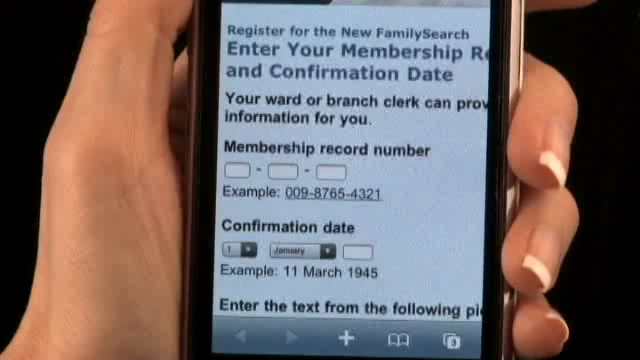 Register for the New FamilySearch
Enter Your Membership Re
and Confirmation Date
Your ward or branch clerk can prov
information for you.
Membership record number
- -
Example: 009-8765-4321
Confirmation date
1 January
Example: 11 March 1945
Enter the text from the following pi